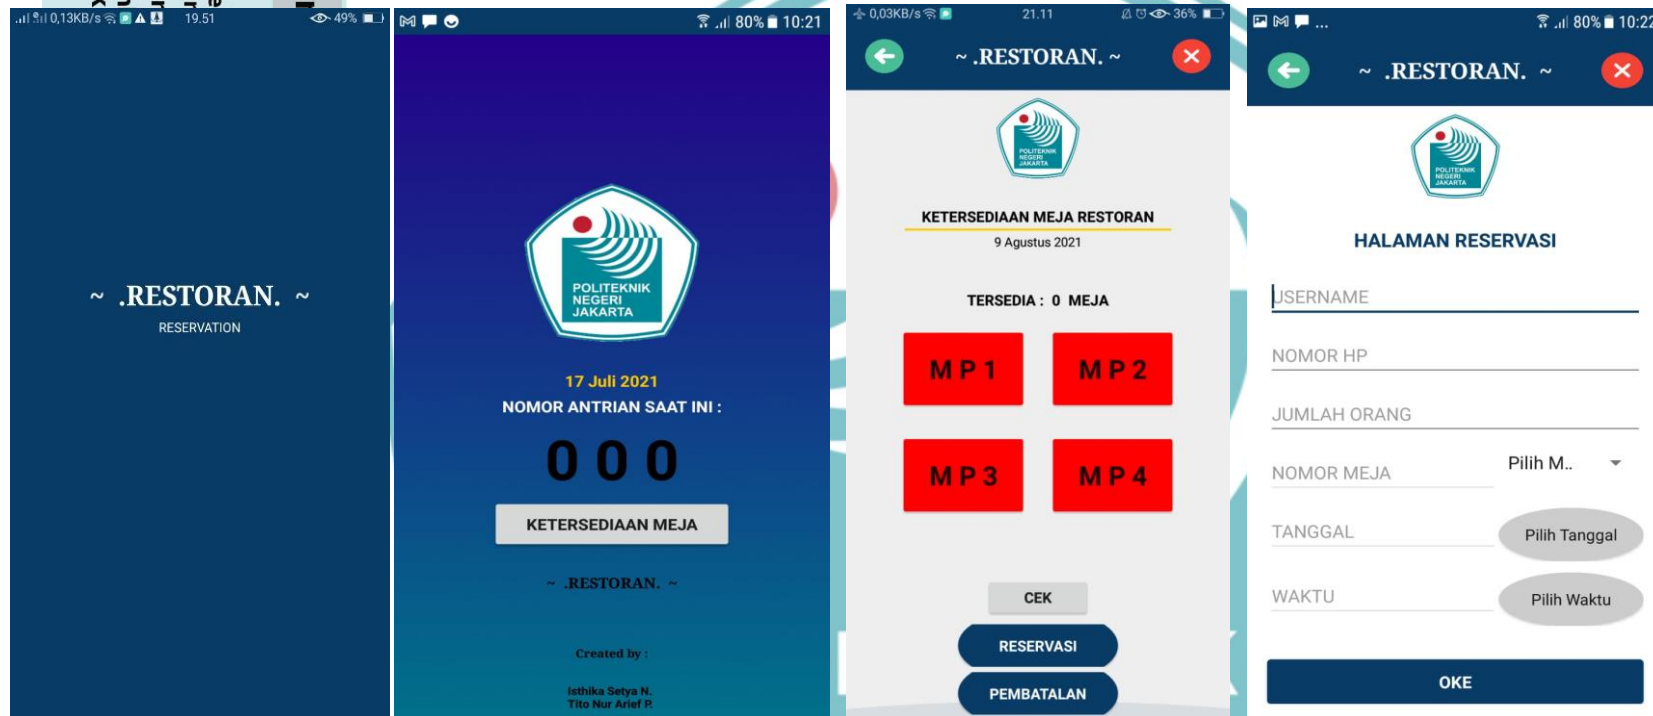 0,13KB/s 19.51 49%
~ .RESTORAN. ~
RESERVATION
80% 10:21
POLITEKNIK
NEGERI
JAKARTA
17 Juli 2021
NOMOR ANTRIAN SAAT INI :
0 0 0
KETERSEDIAAN MEJA
~ .RESTORAN. ~
Created by :
Isthika Setya N.
Tito Nur Arief P.
0,03KB/s 21.11 36%
~ .RESTORAN. ~
POLITEKNIK
NEGERI
JAKARTA
KETERSEDIAAN MEJA RESTORAN
9 Agustus 2021
TERSEDIA : 0 MEJA
M P 1 M P 2
M P 3 M P 4
CEK
RESERVASI
PEMBATALAN
... 80% 10:22
~ .RESTORAN. ~
POLITEKNIK
NEGERI
JAKARTA
HALAMAN RESERVASI
USERNAME
NOMOR HP
JUMLAH ORANG
NOMOR MEJA Pilih M..
TANGGAL Pilih Tanggal
WAKTU Pilih Waktu
OKE